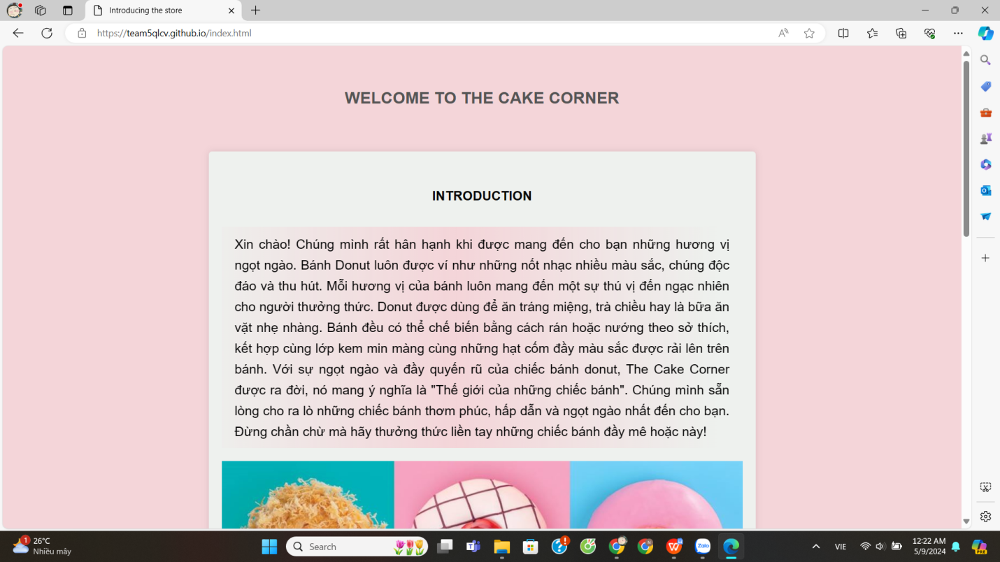 Introducing the store
https://team5qlcv.github.io/index.html
WELCOME TO THE CAKE CORNER
INTRODUCTION
Xin chào! Chúng mình rất hân hạnh khi được mang đến cho bạn những hương vị
ngọt ngào. Bánh Donut luôn được ví như những nốt nhạc nhiều màu sắc, chúng độc
đáo và thu hút. Mỗi hương vị của bánh luôn mang đến một sự thú vị đến ngạc nhiên
cho người thưởng thức. Donut được dùng để ăn tráng miệng, trà chiều hay là bữa ăn
vặt nhẹ nhàng. Bánh đều có thể chế biến bằng cách rán hoặc nướng theo sở thích,
kết hợp cùng lớp kem min màng cùng những hạt cốm đầy màu sắc được rải lên trên
bánh. Với sự ngọt ngào và đầy quyến rũ của chiếc bánh donut, The Cake Corner
được ra đời, nó mang ý nghĩa là "Thế giới của những chiếc bánh". Chúng mình sẵn
lòng cho ra lò những chiếc bánh thơm phúc, hấp dẫn và ngọt ngào nhất đến cho bạn.
Đừng chần chừ mà hãy thưởng thức liền tay những chiếc bánh đầy mê hoặc này!
1
26°C
Nhiều mây
Search
Zalo
VIE
12:22 AM
5/9/2024
PRE